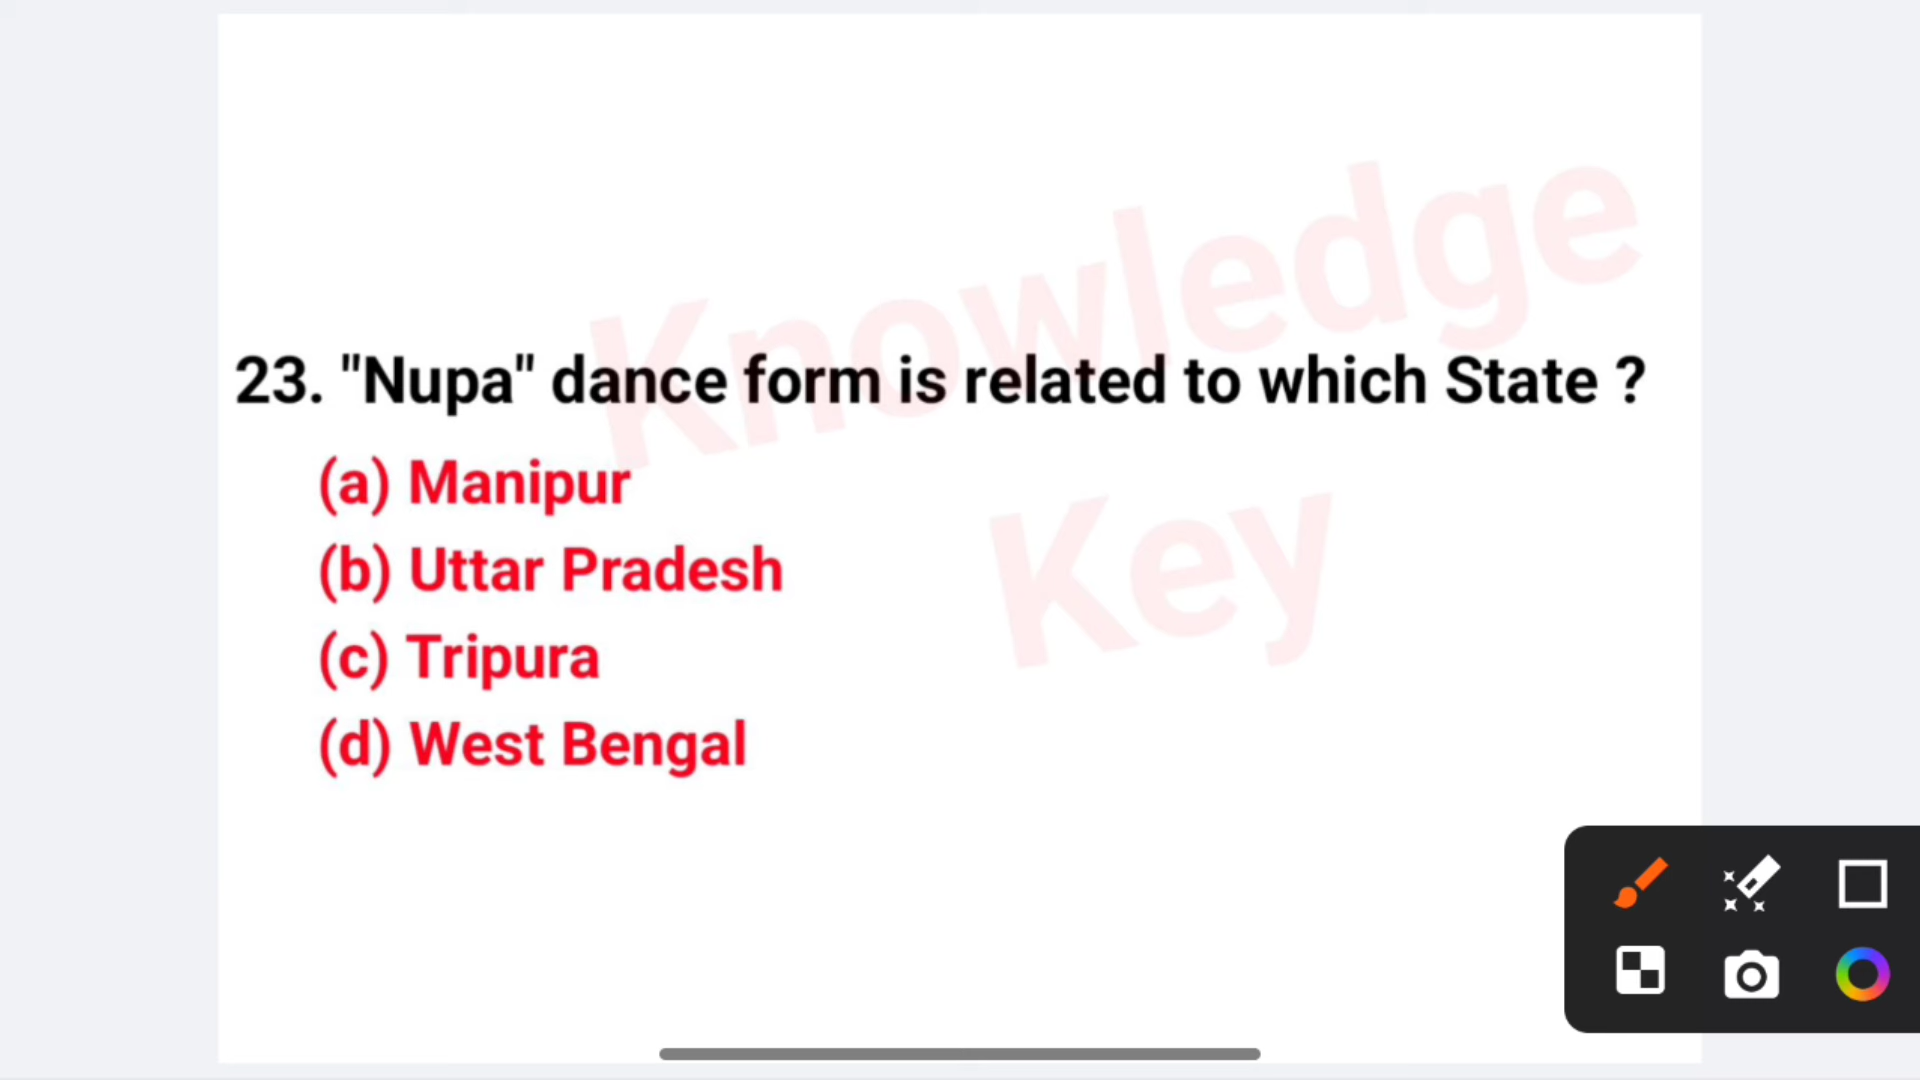 Knowledge
Key
23. "Nupa" dance form is related to which State ?
(a) Manipur
(b) Uttar Pradesh
(c) Tripura
(d) West Bengal